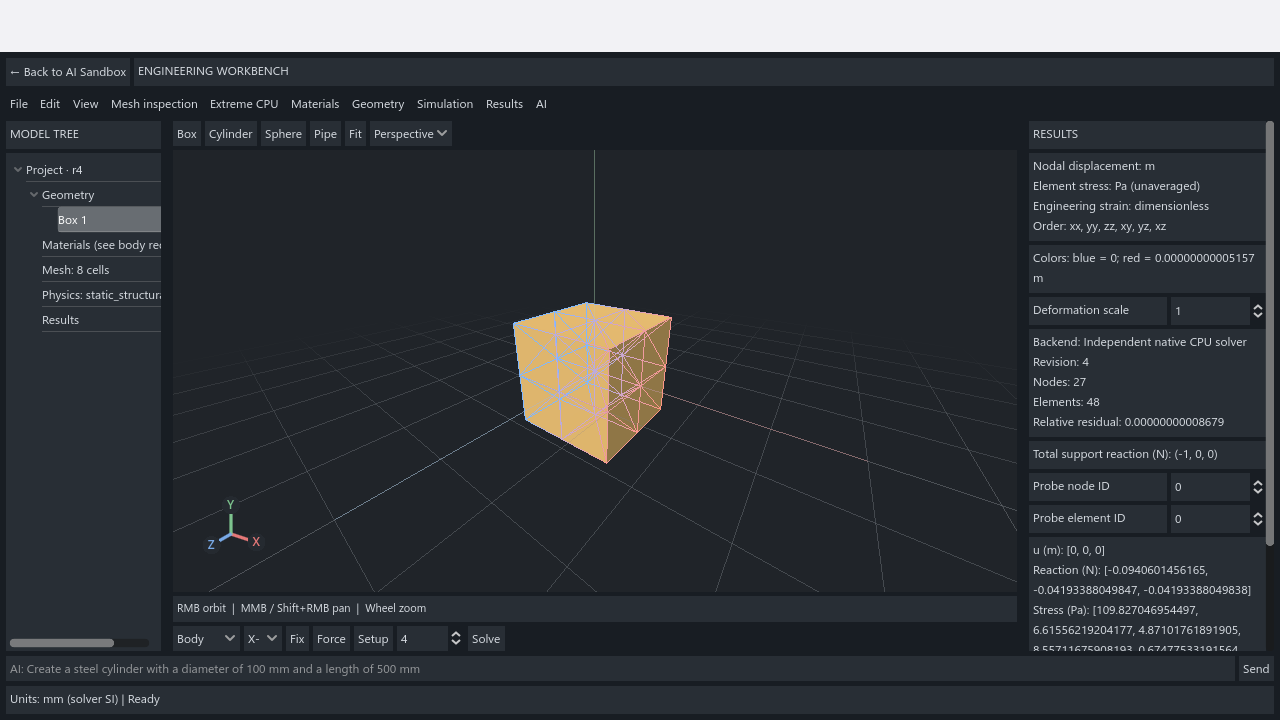 ← Back to AI Sandbox
ENGINEERING WORKBENCH
File Edit View Mesh inspection Extreme CPU Materials Geometry Simulation Results AI
MODEL TREE
Project · r4
Geometry
Box 1
Materials (see body
Mesh: 8 cells
Physics:
Results
Box Cylinder Sphere Pipe Fit Perspective
Y
Z
X
RMB orbit | MMB / Shift+RMB pan | Wheel zoom
Body X- Fix Force Setup 4 Solve
RESULTS
Nodal displacement: m
Element stress: Pa (unaveraged)
Engineering strain: dimensionless
Order: xx, yy, zz, xy, yz, xz
Colors: blue = 0; red = 0.00000000005157
m
Deformation scale 1
Backend: Independent native CPU solver
Revision: 4
Nodes: 27
Elements: 48
Relative residual: 0.00000000008679
Total support reaction (N): (-1, 0, 0)
Probe node ID 0
Probe element ID 0
u (m): [0, 0, 0]
Reaction (N): [-0.0940601456165,
-0.04193388049847, -0.04193388049838]
Stress (Pa): [109.827046954497,
6.61556219204177, 4.87101761891905,
AI: Create a steel cylinder with a diameter of 100 mm and a length of 500 mm
Send
Units: mm (solver SI) | Ready